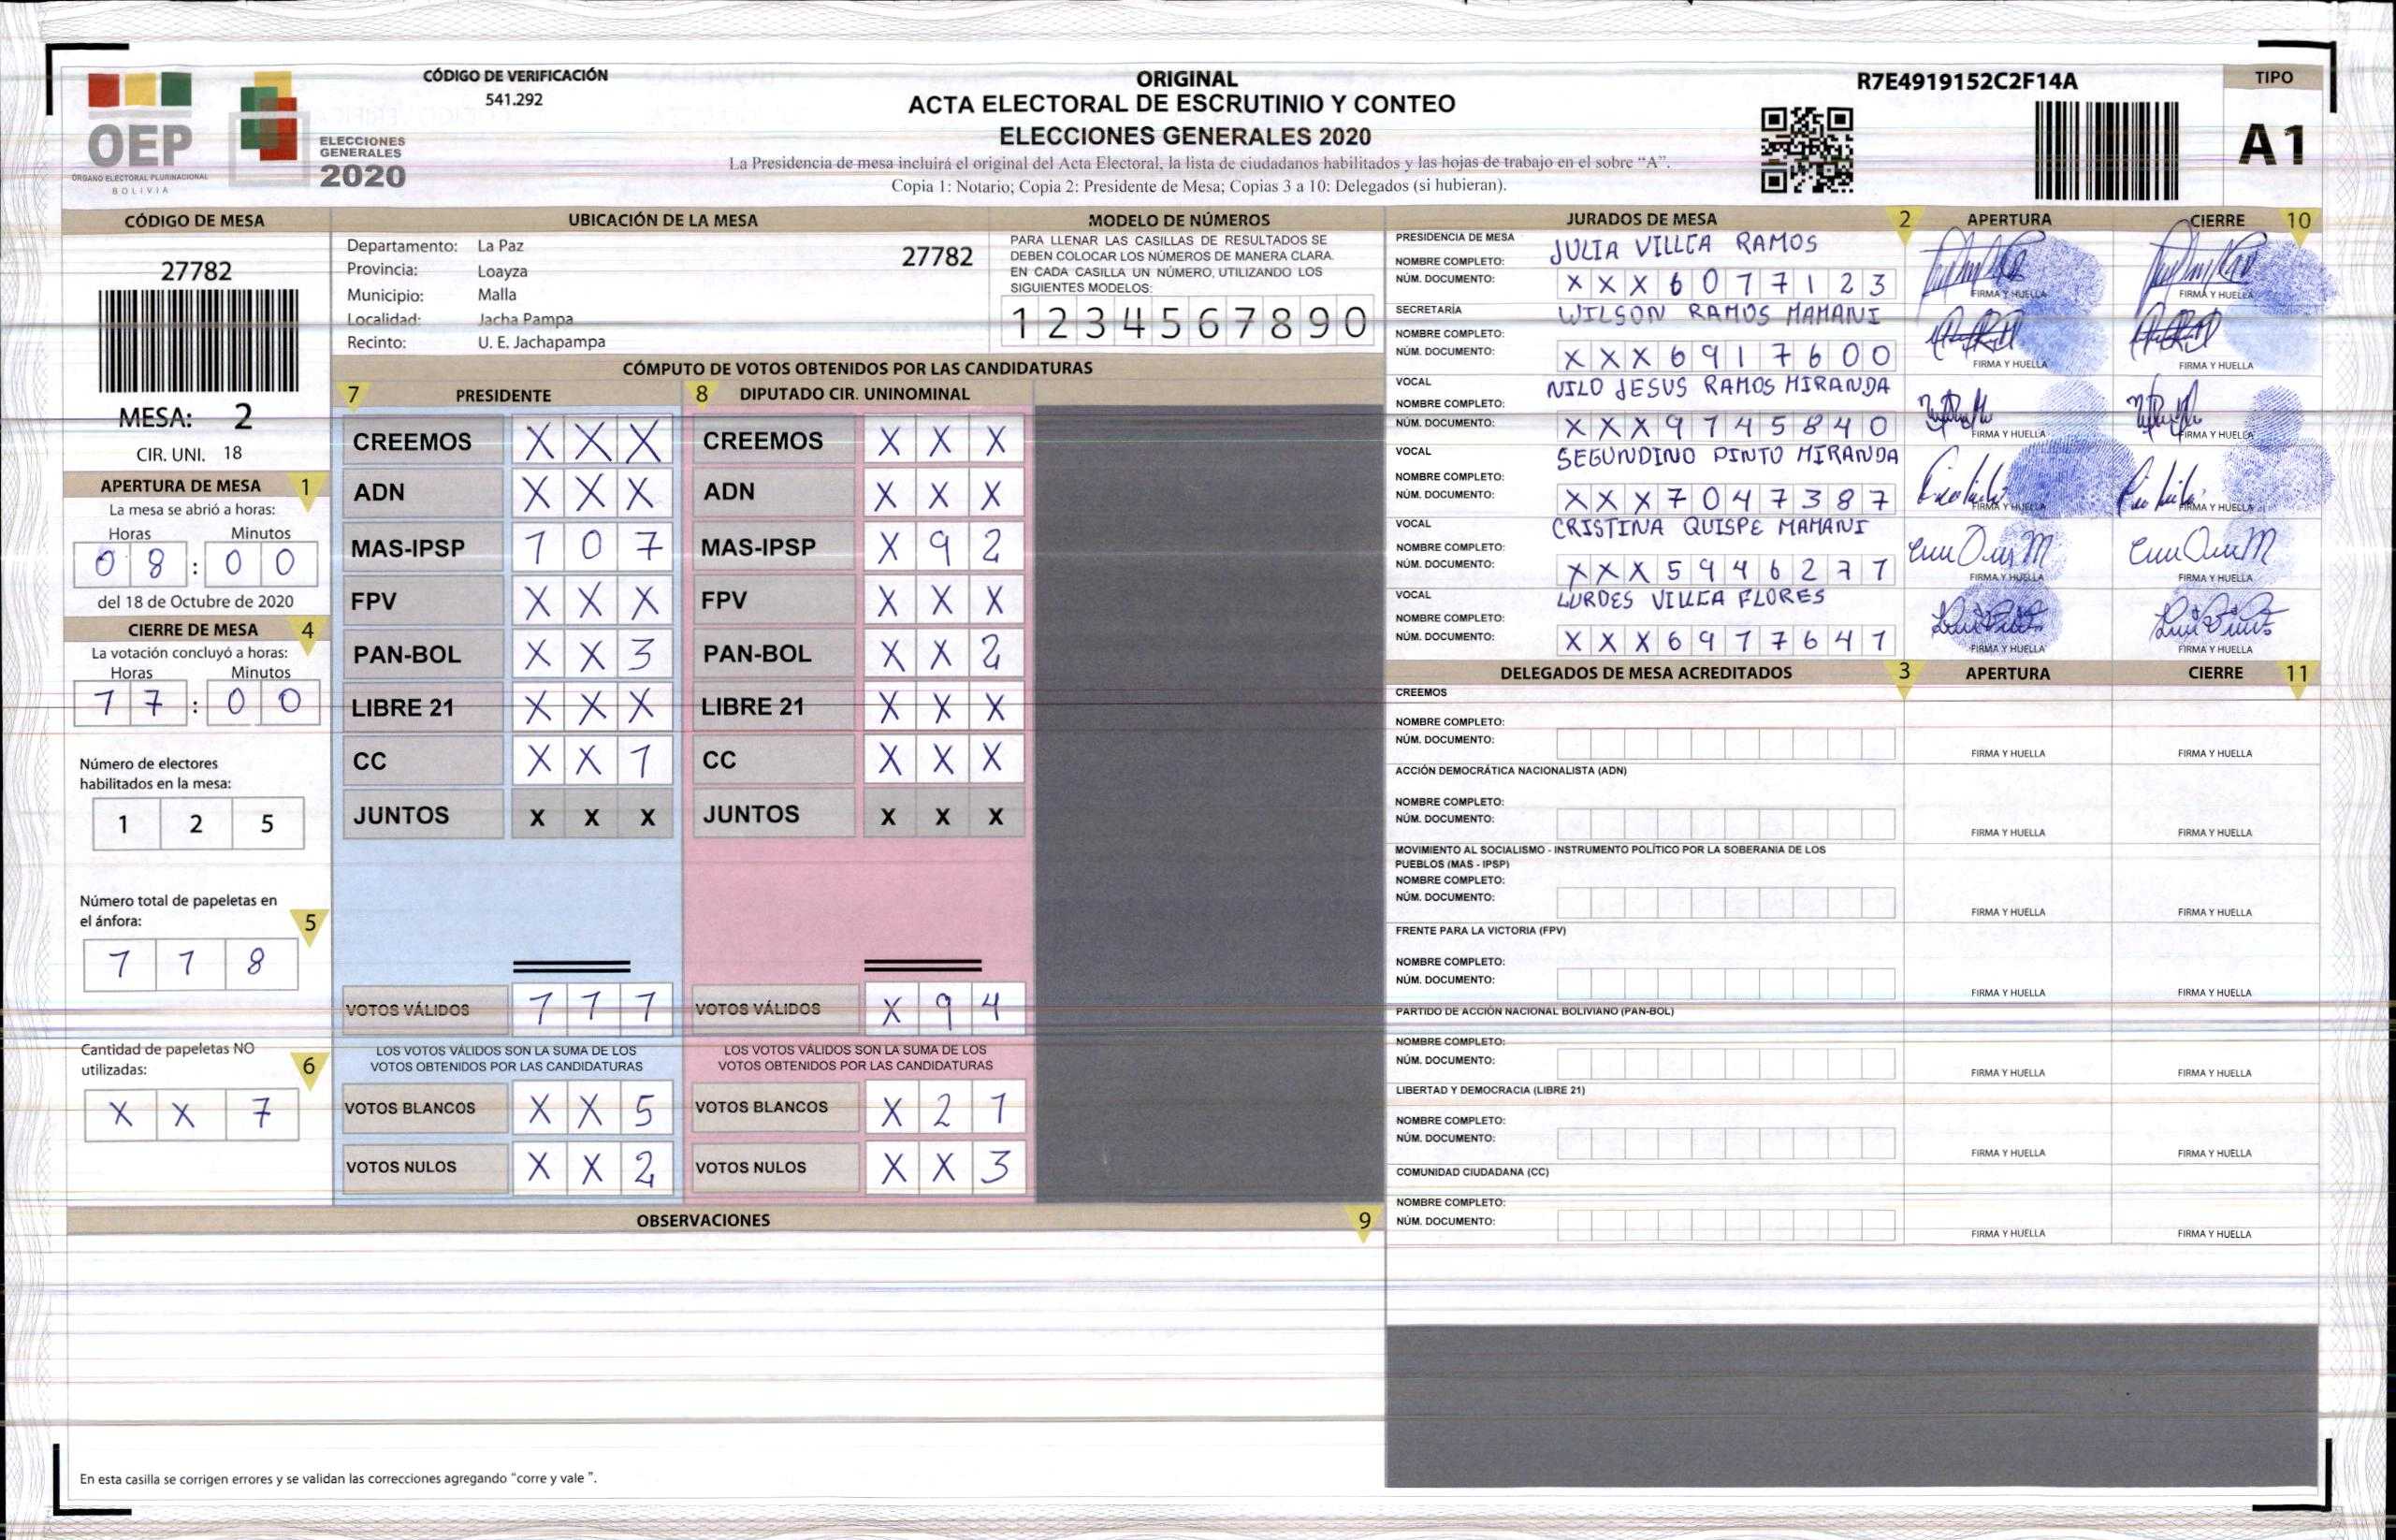 CÓDIGO DE VERIFICACIÓN
541.292
OEP
ÓRGANO ELECTORAL PLURINACIONAL
BOLIVIA
ELECCIONES
GENERALES
2020
ORIGINAL
ACTA ELECTORAL DE ESCRUTINIO Y CONTEO
ELECCIONES GENERALES 2020
La Presidencia de mesa incluirá el original del Acta Electoral, la lista de ciudadanos habilitados y las hojas de trabajo en el sobre “A”.
Copia 1: Notario; Copia 2: Presidente de Mesa; Copias 3 a 10: Delegados (si hubieran).
R7E4919152C2F14A
TIPO
A1
CÓDIGO DE MESA
27782
MESA: 2
CIR. UNI. 18
APERTURA DE MESA 1
La mesa se abrió a horas:
Horas Minutos
0 8 : 0 0
del 18 de Octubre de 2020
CIERRE DE MESA 4
La votación concluyó a horas:
Horas Minutos
1 7 : 0 0
Número de electores
habilitados en la mesa:
1 2 5
Número total de papeletas en
el ánfora: 5
1 1 8
Cantidad de papeletas NO
utilizadas: 6
X X 7
UBICACIÓN DE LA MESA
Departamento: La Paz
27782
Provincia: Loayza
Municipio: Malla
Localidad: Jacha Pampa
Recinto: U. E. Jachapampa
MODELO DE NÚMEROS
PARA LLENAR LAS CASILLAS DE RESULTADOS SE
DEBEN COLOCAR LOS NÚMEROS DE MANERA CLARA.
EN CADA CASILLA UN NÚMERO, UTILIZANDO LOS
SIGUIENTES MODELOS:
1 2 3 4 5 6 7 8 9 0
CÓMPUTO DE VOTOS OBTENIDOS POR LAS CANDIDATURAS
7 PRESIDENTE 8 DIPUTADO CIR. UNINOMINAL
CREEMOS X X X CREEMOS X X X
ADN X X X ADN X X X
MAS-IPSP 1 0 7 MAS-IPSP X 9 2
FPV X X X FPV X X X
PAN-BOL X X 3 PAN-BOL X X 2
LIBRE 21 X X X LIBRE 21 X X X
CC X X 1 CC X X X
JUNTOS X X X JUNTOS X X X
VOTOS VÁLIDOS 1 1 1 VOTOS VÁLIDOS X 9 4
LOS VOTOS VÁLIDOS SON LA SUMA DE LOS LOS VOTOS VÁLIDOS SON LA SUMA DE LOS
VOTOS OBTENIDOS POR LAS CANDIDATURAS VOTOS OBTENIDOS POR LAS CANDIDATURAS
VOTOS BLANCOS X X 5 VOTOS BLANCOS X 2 1
VOTOS NULOS X X 2 VOTOS NULOS X X 3
OBSERVACIONES 9
En esta casilla se corrigen errores y se validan las correcciones agregando “corre y vale ”.
JURADOS DE MESA 2 APERTURA CIERRE 10
PRESIDENCIA DE MESA
NOMBRE COMPLETO: JULIA VILLCA RAMOS
NÚM. DOCUMENTO: X X X 6 0 7 7 1 2 3
FIRMA Y HUELLA FIRMA Y HUELLA
SECRETARÍA
NOMBRE COMPLETO: WILSON RAMOS MAMANI
NÚM. DOCUMENTO: X X X 6 9 1 7 6 0 0
FIRMA Y HUELLA FIRMA Y HUELLA
VOCAL
NOMBRE COMPLETO: NILO JESUS RAMOS MIRANDA
NÚM. DOCUMENTO: X X X 9 7 4 5 8 4 0
FIRMA Y HUELLA FIRMA Y HUELLA
VOCAL
NOMBRE COMPLETO: SEGUNDINO PINTO MIRANDA
NÚM. DOCUMENTO: X X X 7 0 4 7 3 8 7
FIRMA Y HUELLA FIRMA Y HUELLA
VOCAL
NOMBRE COMPLETO: CRISTINA QUISPE MAMANI
NÚM. DOCUMENTO: X X X 5 9 4 6 2 7 1
FIRMA Y HUELLA FIRMA Y HUELLA
VOCAL
NOMBRE COMPLETO: LURDES VILLCA FLORES
NÚM. DOCUMENTO: X X X 6 9 7 7 6 4 1
FIRMA Y HUELLA FIRMA Y HUELLA
DELEGADOS DE MESA ACREDITADOS 3 APERTURA CIERRE 11
CREEMOS
NOMBRE COMPLETO:
NÚM. DOCUMENTO:
FIRMA Y HUELLA FIRMA Y HUELLA
ACCIÓN DEMOCRÁTICA NACIONALISTA (ADN)
NOMBRE COMPLETO:
NÚM. DOCUMENTO:
FIRMA Y HUELLA FIRMA Y HUELLA
MOVIMIENTO AL SOCIALISMO - INSTRUMENTO POLÍTICO POR LA SOBERANIA DE LOS
PUEBLOS (MAS - IPSP)
NOMBRE COMPLETO:
NÚM. DOCUMENTO:
FIRMA Y HUELLA FIRMA Y HUELLA
FRENTE PARA LA VICTORIA (FPV)
NOMBRE COMPLETO:
NÚM. DOCUMENTO:
FIRMA Y HUELLA FIRMA Y HUELLA
PARTIDO DE ACCIÓN NACIONAL BOLIVIANO (PAN-BOL)
NOMBRE COMPLETO:
NÚM. DOCUMENTO:
FIRMA Y HUELLA FIRMA Y HUELLA
LIBERTAD Y DEMOCRACIA (LIBRE 21)
NOMBRE COMPLETO:
NÚM. DOCUMENTO:
FIRMA Y HUELLA FIRMA Y HUELLA
COMUNIDAD CIUDADANA (CC)
NOMBRE COMPLETO:
NÚM. DOCUMENTO:
FIRMA Y HUELLA FIRMA Y HUELLA